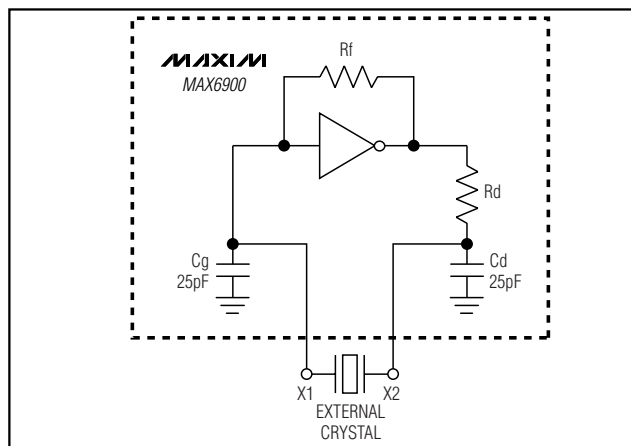 MAXIM
MAX6900
Rf
Rd
Cg
25pF
Cd
25pF
X1
X2
EXTERNAL
CRYSTAL